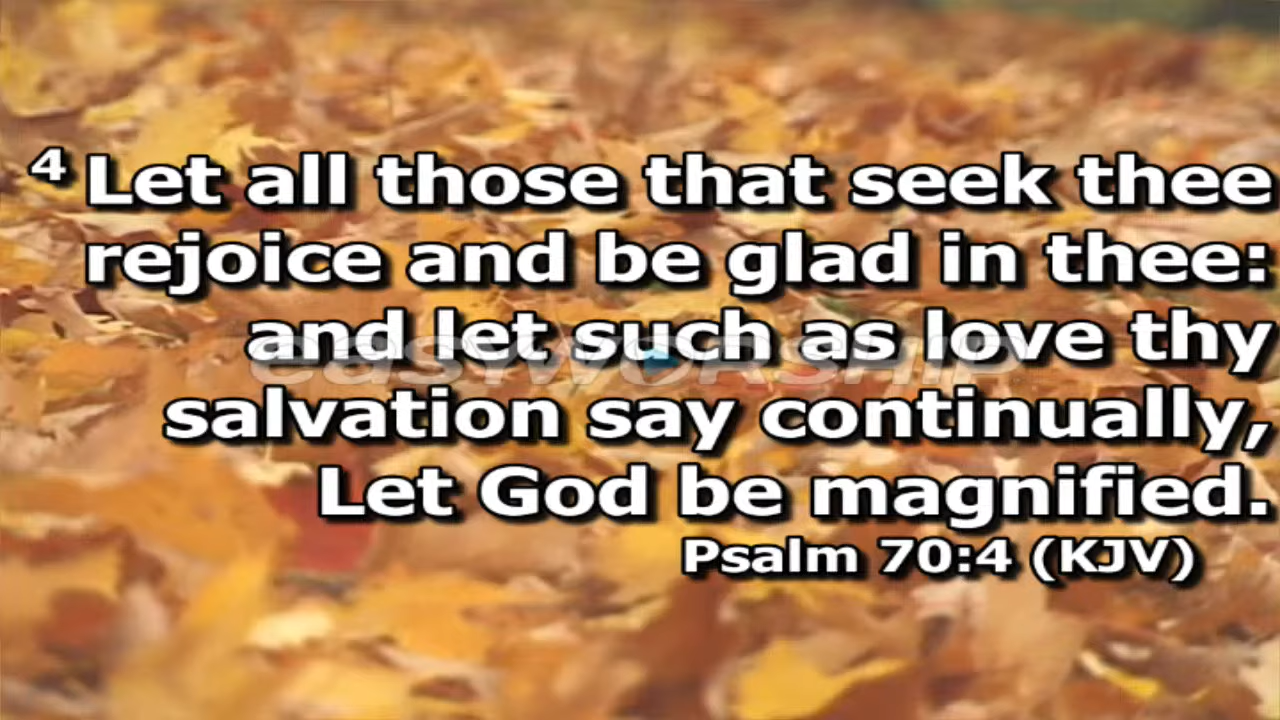 4 Let all those that seek thee
rejoice and be glad in thee:
and let such as love thy
easyworship
salvation say continually,
Let God be magnified.
Psalm 70:4 (KJV)